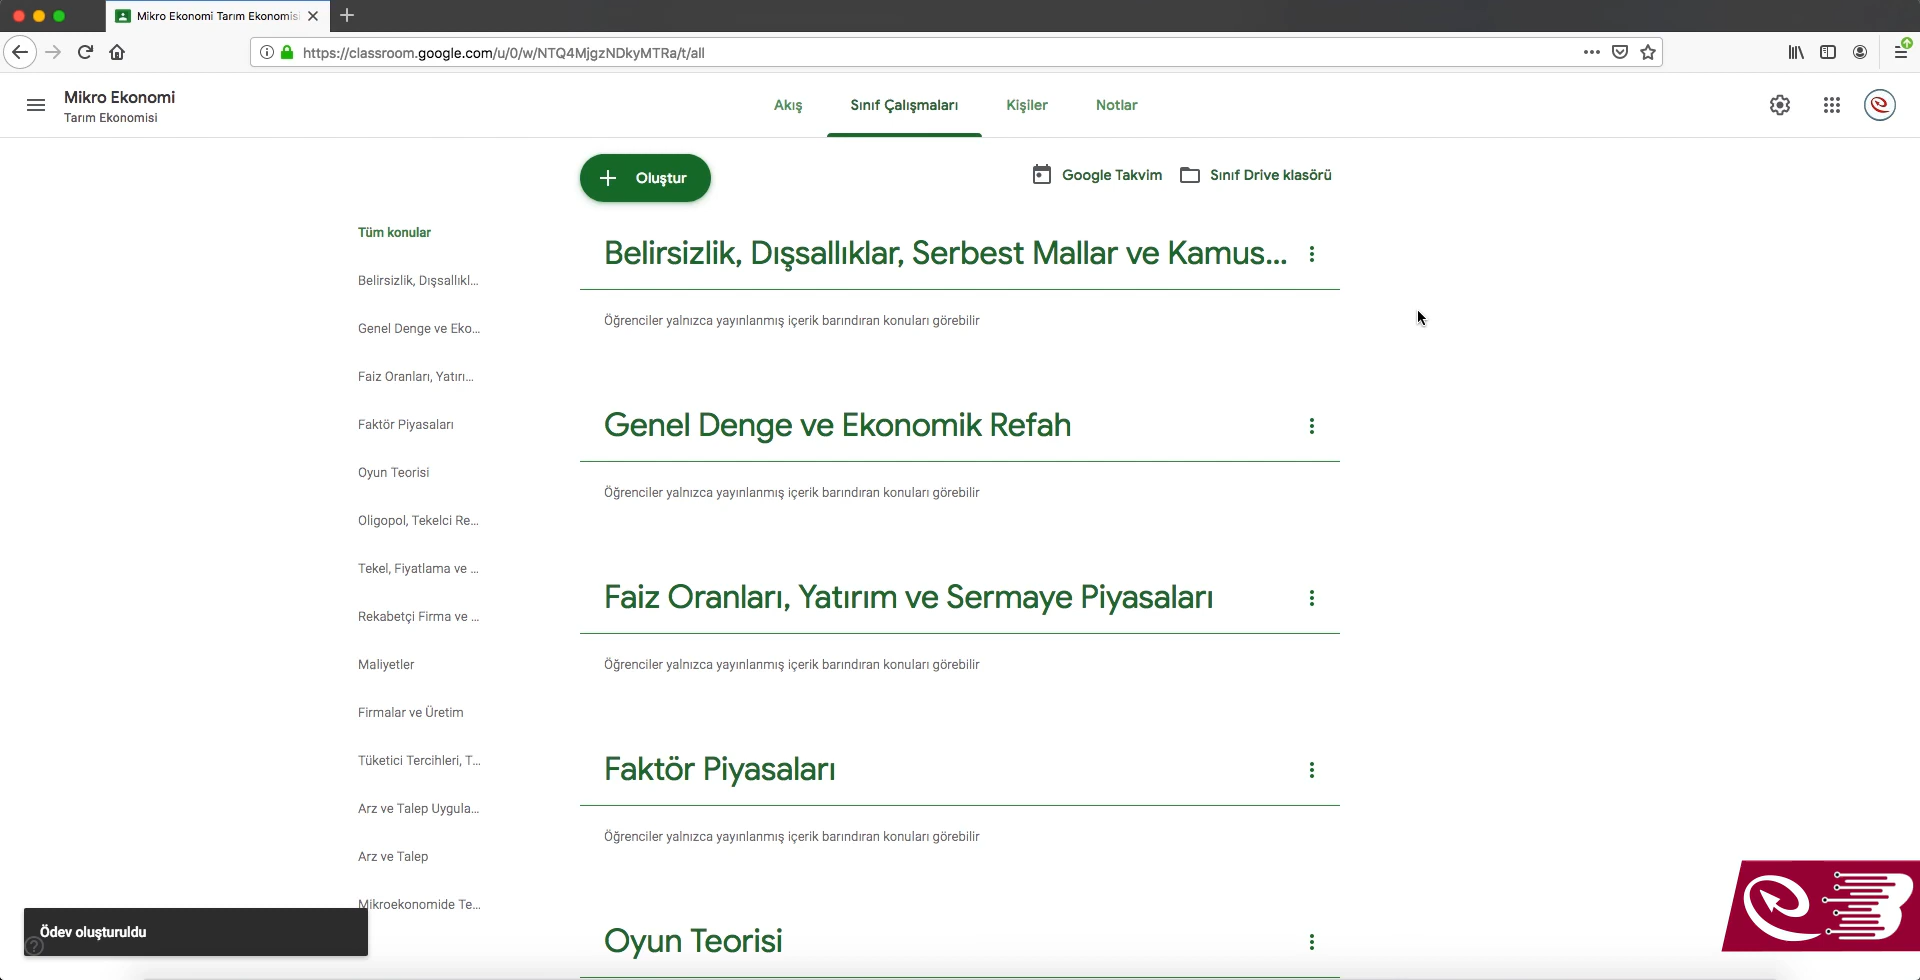 Mikro Ekonomi Tarım Ekonomis
https://classroom.google.com/u/0/w/NTQ4MjgzNDkyMTRa/t/all
Mikro Ekonomi
Tarım Ekonomisi
Akış
Sınıf Çalışmaları
Kişiler
Notlar
Oluştur
Google Takvim
Sınıf Drive klasörü
Tüm konular
Belirsizlik, Dışsallıkl...
Genel Denge ve Eko...
Faiz Oranları, Yatırı...
Faktör Piyasaları
Oyun Teorisi
Oligopol, Tekelci Re...
Tekel, Fiyatlama ve ...
Rekabetçi Firma ve ...
Maliyetler
Firmalar ve Üretim
Tüketici Tercihleri, T...
Arz ve Talep Uygula...
Arz ve Talep
Mikroekonomide Te...
Belirsizlik, Dışsallıklar, Serbest Mallar ve Kamus...
Öğrenciler yalnızca yayınlanmış içerik barındıran konuları görebilir
Genel Denge ve Ekonomik Refah
Öğrenciler yalnızca yayınlanmış içerik barındıran konuları görebilir
Faiz Oranları, Yatırım ve Sermaye Piyasaları
Öğrenciler yalnızca yayınlanmış içerik barındıran konuları görebilir
Faktör Piyasaları
Öğrenciler yalnızca yayınlanmış içerik barındıran konuları görebilir
Oyun Teorisi
Ödev oluşturuldu